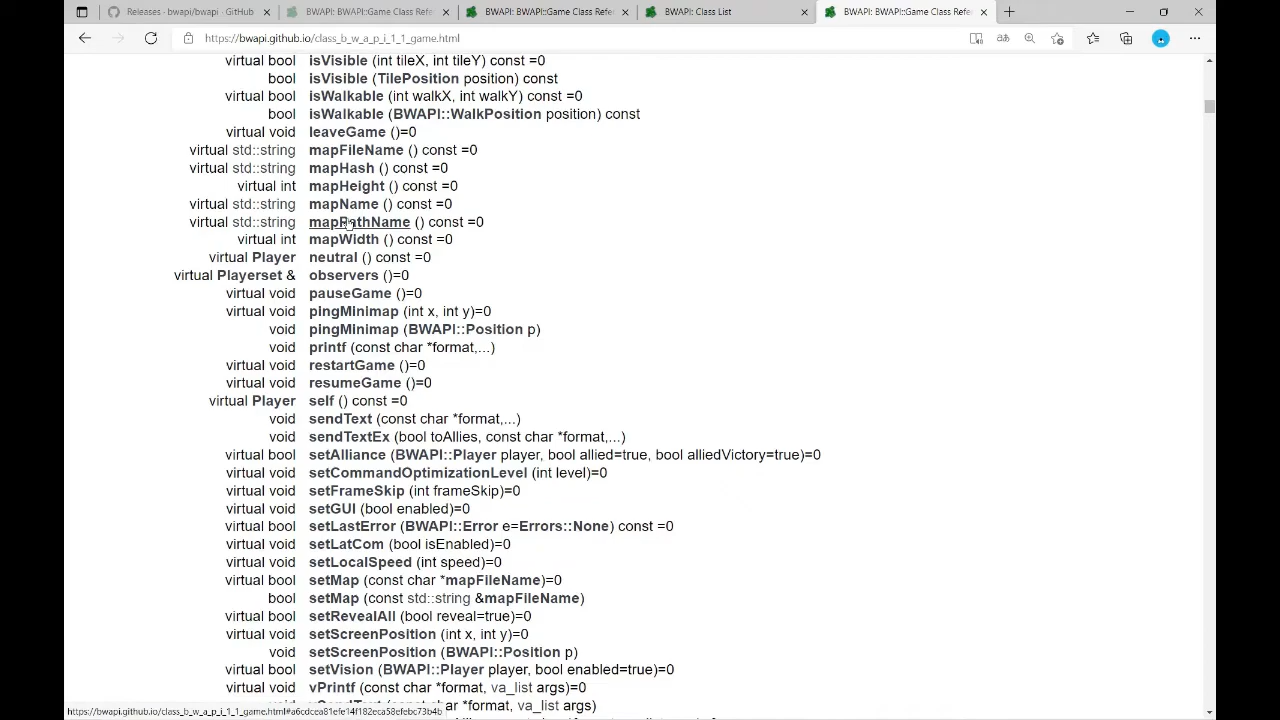 Releases - bwapi/bwapi · GitHub
BWAPI: BWAPI::Game Class Refe
BWAPI: BWAPI::Game Class Refe
BWAPI: Class List
BWAPI: BWAPI::Game Class Refe
https://bwapi.github.io/class_b_w_a_p_i_1_1_game.html
virtual bool isVisible (int tileX, int tileY) const =0
bool isVisible (TilePosition position) const
virtual bool isWalkable (int walkX, int walkY) const =0
bool isWalkable (BWAPI::WalkPosition position) const
virtual void leaveGame ()=0
virtual std::string mapFileName () const =0
virtual std::string mapHash () const =0
virtual int mapHeight () const =0
virtual std::string mapName () const =0
virtual std::string mapPathName () const =0
virtual int mapWidth () const =0
virtual Player neutral () const =0
virtual Playerset & observers ()=0
virtual void pauseGame ()=0
virtual void pingMinimap (int x, int y)=0
void pingMinimap (BWAPI::Position p)
void printf (const char *format,...)
virtual void restartGame ()=0
virtual void resumeGame ()=0
virtual Player self () const =0
void sendText (const char *format,...)
void sendTextEx (bool toAllies, const char *format,...)
virtual bool setAlliance (BWAPI::Player player, bool allied=true, bool alliedVictory=true)=0
virtual void setCommandOptimizationLevel (int level)=0
virtual void setFrameSkip (int frameSkip)=0
virtual void setGUI (bool enabled)=0
virtual bool setLastError (BWAPI::Error e=Errors::None) const =0
virtual void setLatCom (bool isEnabled)=0
virtual void setLocalSpeed (int speed)=0
virtual bool setMap (const char *mapFileName)=0
bool setMap (const std::string &mapFileName)
virtual bool setRevealAll (bool reveal=true)=0
virtual void setScreenPosition (int x, int y)=0
void setScreenPosition (BWAPI::Position p)
virtual bool setVision (BWAPI::Player player, bool enabled=true)=0
virtual void vPrintf (const char *format, va_list args)=0
char *format, va_list args)
https://bwapi.github.io/class_b_w_a_p_i_1_1_game.html#a6cdcea81efe14f182eca58efebc73b4b